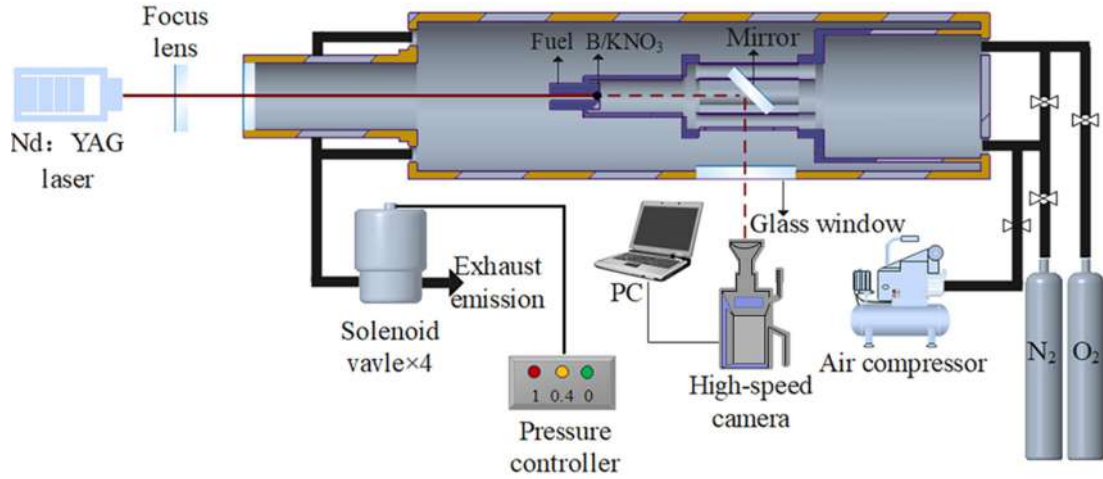 Focus
lens
Nd：YAG
laser
Fuel
B/KNO₃
Mirror
Glass window
Solenoid
vavle×4
Exhaust
emission
1 0.4 0
Pressure
controller
PC
High-speed
camera
Air compressor
N₂
O₂